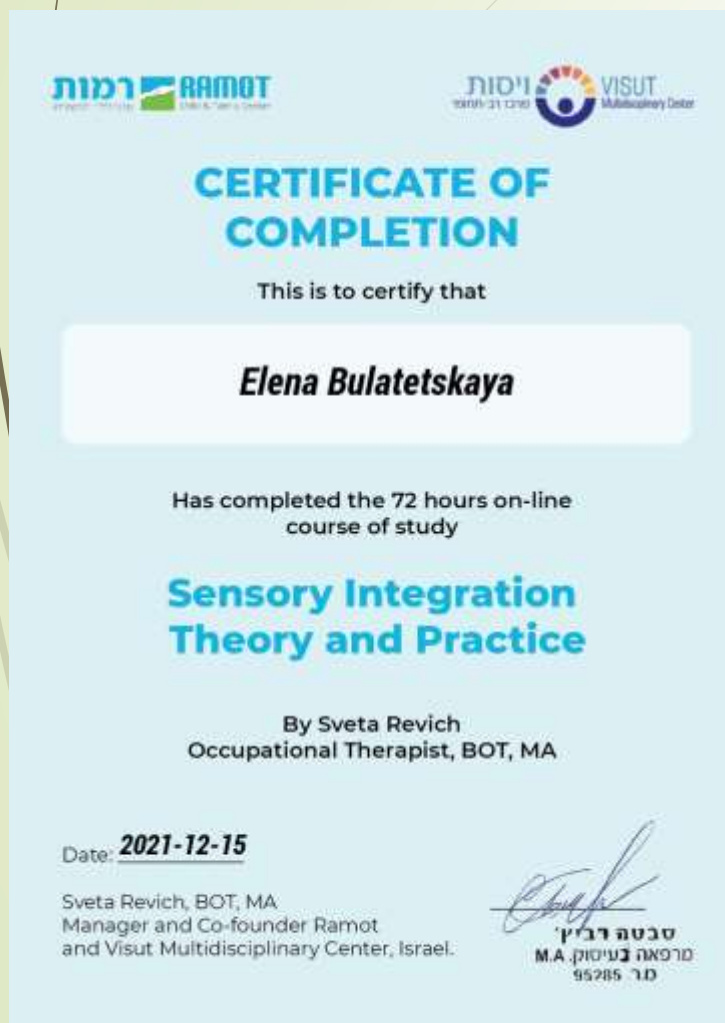 רמות RAMOT
ויסות VISUT
מרכז רב-תחומי Multidisciplinary Center
CERTIFICATE OF
COMPLETION
This is to certify that
Elena Bulatetskaya
Has completed the 72 hours on-line
course of study
Sensory Integration
Theory and Practice
By Sveta Revich
Occupational Therapist, BOT, MA
Date: 2021-12-15
Sveta Revich, BOT, MA
Manager and Co-founder Ramot
and Visut Multidisciplinary Center, Israel.
סבטה רביץ'
מרפאה בעיסוק, M.A.
מ.ר 95285